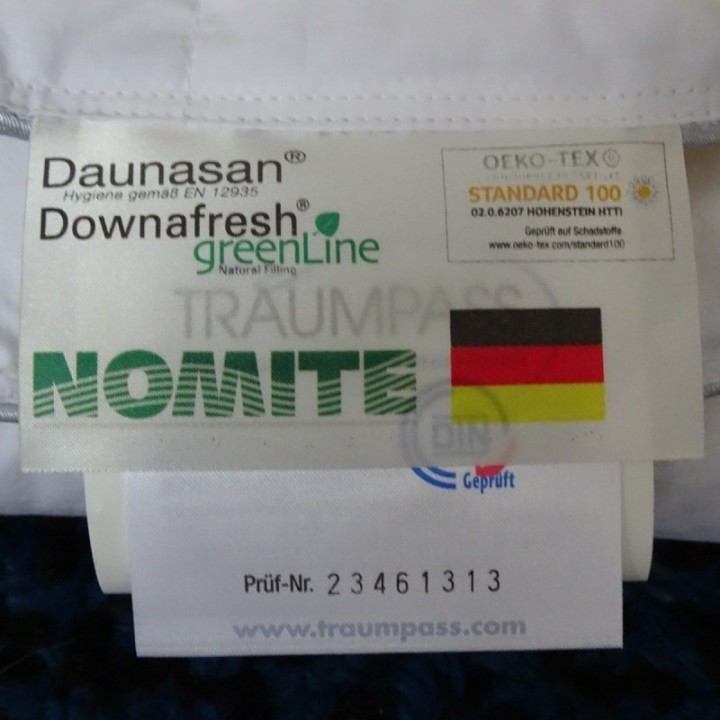 Daunasan®
Hygiene gemäß EN 12935
Downafresh®
greenLine
Natural Filling
OEKO-TEX®
STANDARD 100
02.0.6207 HOHENSTEIN HTTI
Geprüft auf Schadstoffe
www.oeko-tex.com/standard100
TRAUMPASS
NOMITE
DIN
Geprüft
Prüf-Nr. 23461313
www.traumpass.com